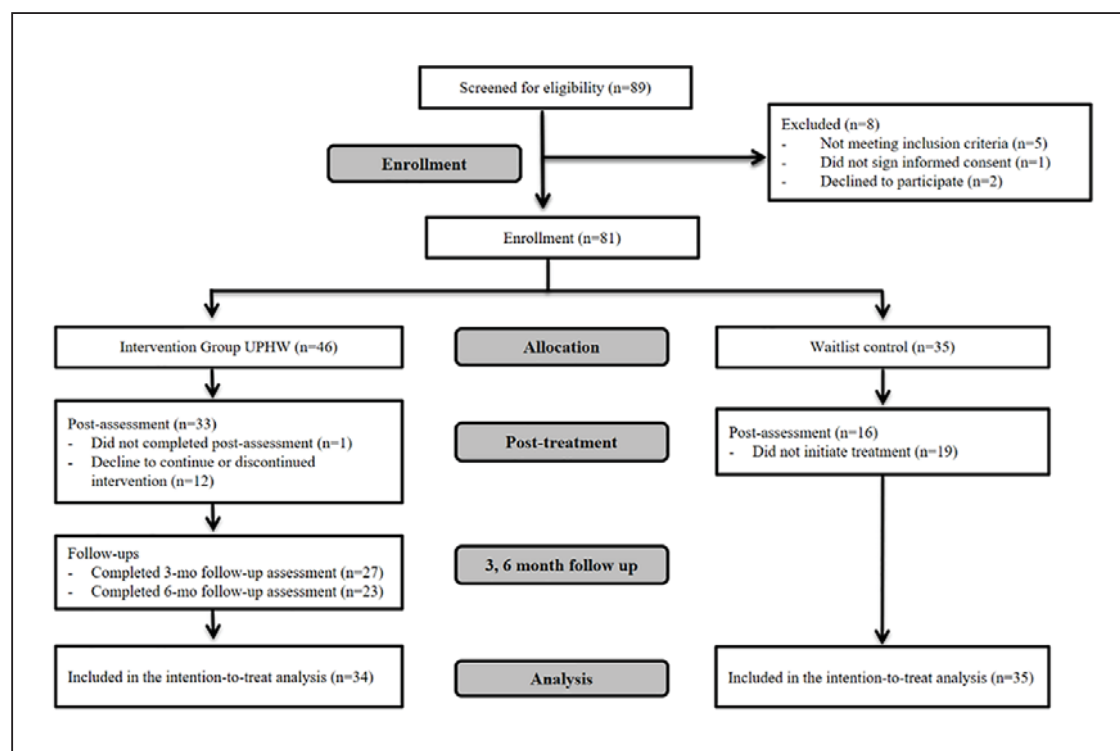 Screened for eligibility (n=89)
Excluded (n=8)
- Not meeting inclusion criteria (n=5)
- Did not sign informed consent (n=1)
- Declined to participate (n=2)
Enrollment
Enrollment (n=81)
Intervention Group UPHW (n=46)
Allocation
Waitlist control (n=35)
Post-assessment (n=33)
- Did not completed post-assessment (n=1)
- Decline to continue or discontinued
intervention (n=12)
Post-treatment
Post-assessment (n=16)
- Did not initiate treatment (n=19)
Follow-ups
- Completed 3-mo follow-up assessment (n=27)
- Completed 6-mo follow-up assessment (n=23)
3, 6 month follow up
Included in the intention-to-treat analysis (n=34)
Analysis
Included in the intention-to-treat analysis (n=35)